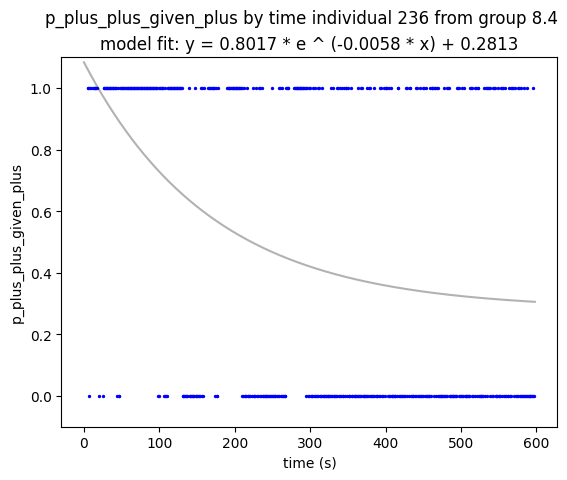 p_plus_plus_given_plus by time individual 236 from group 8.4
model fit: y = 0.8017 * e ^ (-0.0058 * x) + 0.2813
p_plus_plus_given_plus
1.0
0.8
0.6
0.4
0.2
0.0
0 100 200 300 400 500 600
time (s)